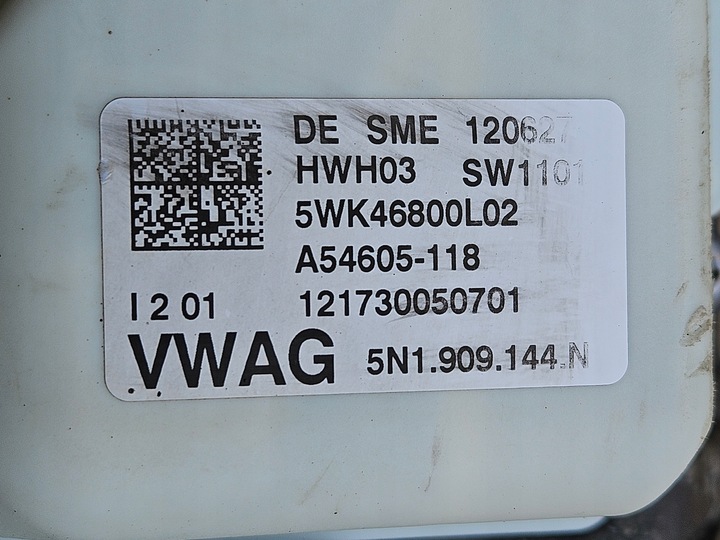 DE SME 120627
HWH03 SW1101
5WK46800L02
A54605-118
I 2 01 121730050701
VWAG 5N1.909.144.N